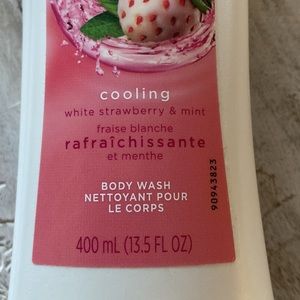 cooling
white strawberry & mint
fraise blanche
rafraîchissante
et menthe
BODY WASH
NETTOYANT POUR
LE CORPS
400 mL (13.5 FL OZ)
90943823